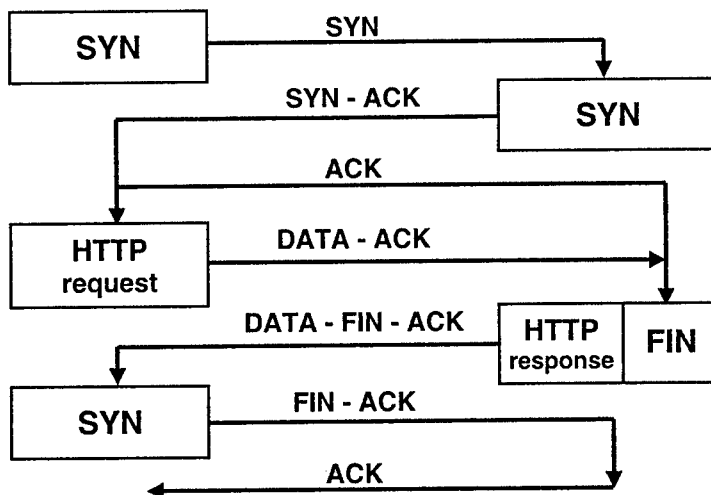 SYN
SYN
SYN - ACK
SYN
ACK
HTTP
request
DATA - ACK
DATA - FIN - ACK
HTTP
response
FIN
SYN
FIN - ACK
ACK